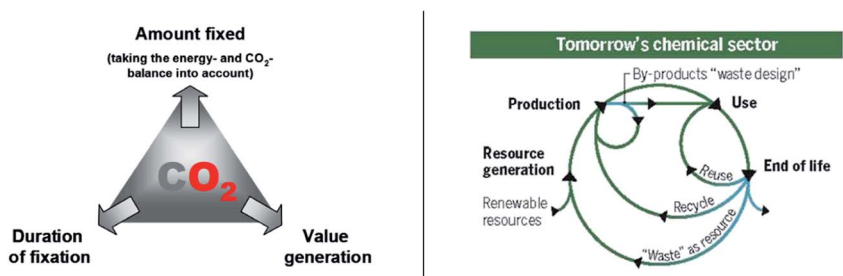 Amount fixed
(taking the energy- and CO₂-
balance into account)
CO₂
Duration
of fixation
Value
generation
Tomorrow's chemical sector
By-products "waste design"
Production
Use
Resource
generation
End of life
Reuse
Renewable
resources
Recycle
"Waste" as resource